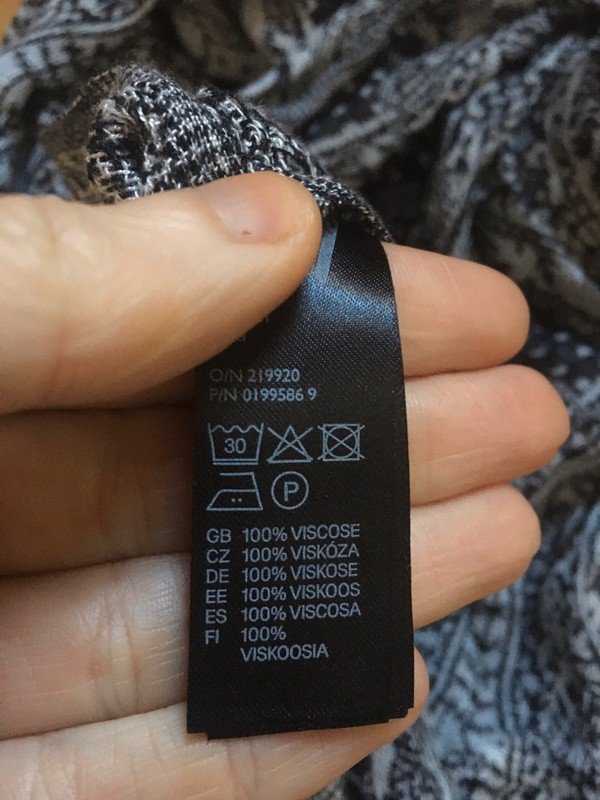 O/N 219920
P/N 0199586 9
30
P
GB 100% VISCOSE
CZ 100% VISKÓZA
DE 100% VISKOSE
EE 100% VISKOOS
ES 100% VISCOSA
FI 100%
VISKOOSIA